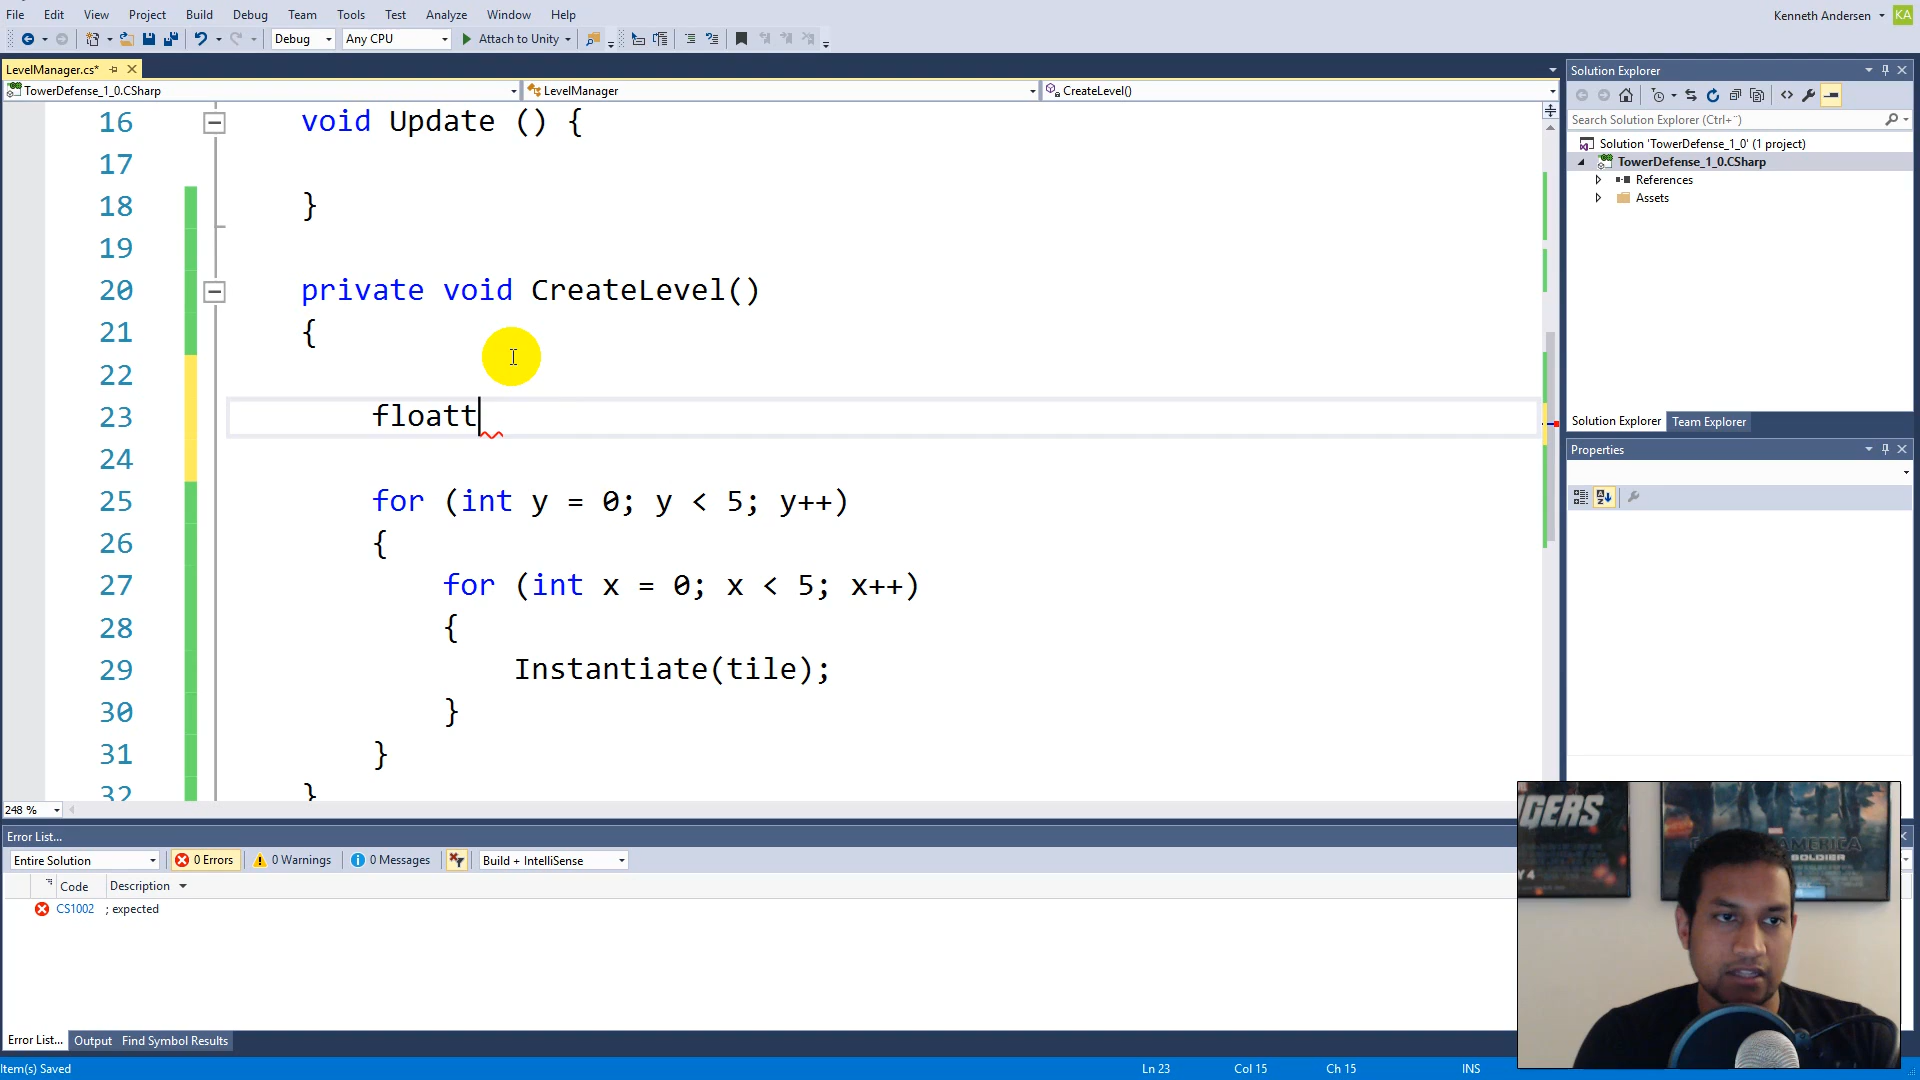 File Edit View Project Build Debug Team Tools Test Analyze Window Help
Kenneth Andersen KA
Debug Any CPU Attach to Unity
LevelManager.cs*
TowerDefense_1_0.CSharp LevelManager CreateLevel()
16 void Update () {
17
18 }
19
20 private void CreateLevel()
21 {
22
23 floatt
24
25 for (int y = 0; y < 5; y++)
26 {
27 for (int x = 0; x < 5; x++)
28 {
29 Instantiate(tile);
30 }
31 }
32 }
248 %
Solution Explorer
Search Solution Explorer (Ctrl+¨)
Solution 'TowerDefense_1_0' (1 project)
TowerDefense_1_0.CSharp
References
Assets
Solution Explorer Team Explorer
Properties
Error List...
Entire Solution 0 Errors 0 Warnings 0 Messages Build + IntelliSense
Code Description
CS1002 ; expected
Error List... Output Find Symbol Results
Item(s) Saved Ln 23 Col 15 Ch 15 INS
NGERS
Y 4
AMERICA
SOLDIER